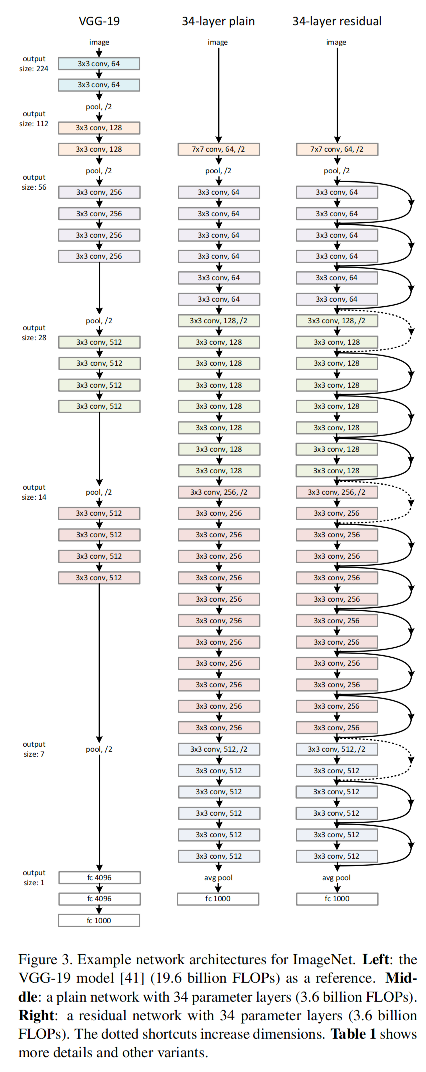 VGG-19
image
output
size: 224
3x3 conv, 64
3x3 conv, 64
pool, /2
output
size: 112
3x3 conv, 128
3x3 conv, 128
pool, /2
output
size: 56
3x3 conv, 256
3x3 conv, 256
3x3 conv, 256
3x3 conv, 256
pool, /2
output
size: 28
3x3 conv, 512
3x3 conv, 512
3x3 conv, 512
3x3 conv, 512
output
size: 14
pool, /2
3x3 conv, 512
3x3 conv, 512
3x3 conv, 512
3x3 conv, 512
output
size: 7
pool, /2
output
size: 1
fc 4096
fc 4096
fc 1000
34-layer plain
image
7x7 conv, 64, /2
pool, /2
3x3 conv, 64
3x3 conv, 64
3x3 conv, 64
3x3 conv, 64
3x3 conv, 64
3x3 conv, 64
3x3 conv, 128, /2
3x3 conv, 128
3x3 conv, 128
3x3 conv, 128
3x3 conv, 128
3x3 conv, 128
3x3 conv, 128
3x3 conv, 128
3x3 conv, 256, /2
3x3 conv, 256
3x3 conv, 256
3x3 conv, 256
3x3 conv, 256
3x3 conv, 256
3x3 conv, 256
3x3 conv, 256
3x3 conv, 256
3x3 conv, 256
3x3 conv, 256
3x3 conv, 256
3x3 conv, 512, /2
3x3 conv, 512
3x3 conv, 512
3x3 conv, 512
3x3 conv, 512
3x3 conv, 512
avg pool
fc 1000
34-layer residual
image
7x7 conv, 64, /2
pool, /2
3x3 conv, 64
3x3 conv, 64
3x3 conv, 64
3x3 conv, 64
3x3 conv, 64
3x3 conv, 64
3x3 conv, 128, /2
3x3 conv, 128
3x3 conv, 128
3x3 conv, 128
3x3 conv, 128
3x3 conv, 128
3x3 conv, 128
3x3 conv, 128
3x3 conv, 256, /2
3x3 conv, 256
3x3 conv, 256
3x3 conv, 256
3x3 conv, 256
3x3 conv, 256
3x3 conv, 256
3x3 conv, 256
3x3 conv, 256
3x3 conv, 256
3x3 conv, 256
3x3 conv, 256
3x3 conv, 512, /2
3x3 conv, 512
3x3 conv, 512
3x3 conv, 512
3x3 conv, 512
3x3 conv, 512
avg pool
fc 1000
Figure 3. Example network architectures for ImageNet. Left: the
VGG-19 model [41] (19.6 billion FLOPs) as a reference. Mid-
dle: a plain network with 34 parameter layers (3.6 billion FLOPs).
Right: a residual network with 34 parameter layers (3.6 billion
FLOPs). The dotted shortcuts increase dimensions. Table 1 shows
more details and other variants.